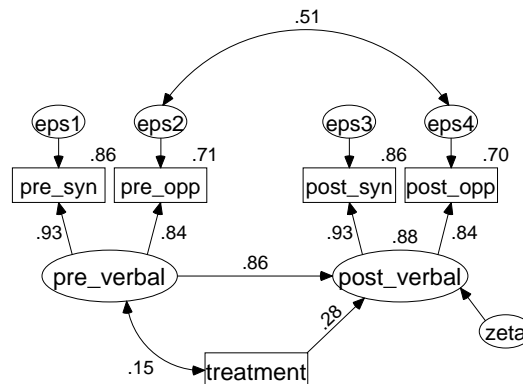 .51
eps1 eps2 eps3 eps4
.86 .71 .86 .70
pre_syn pre_opp post_syn post_opp
.93 .84 .93 .88 .84
pre_verbal .86 post_verbal
.28
zeta
.15 treatment